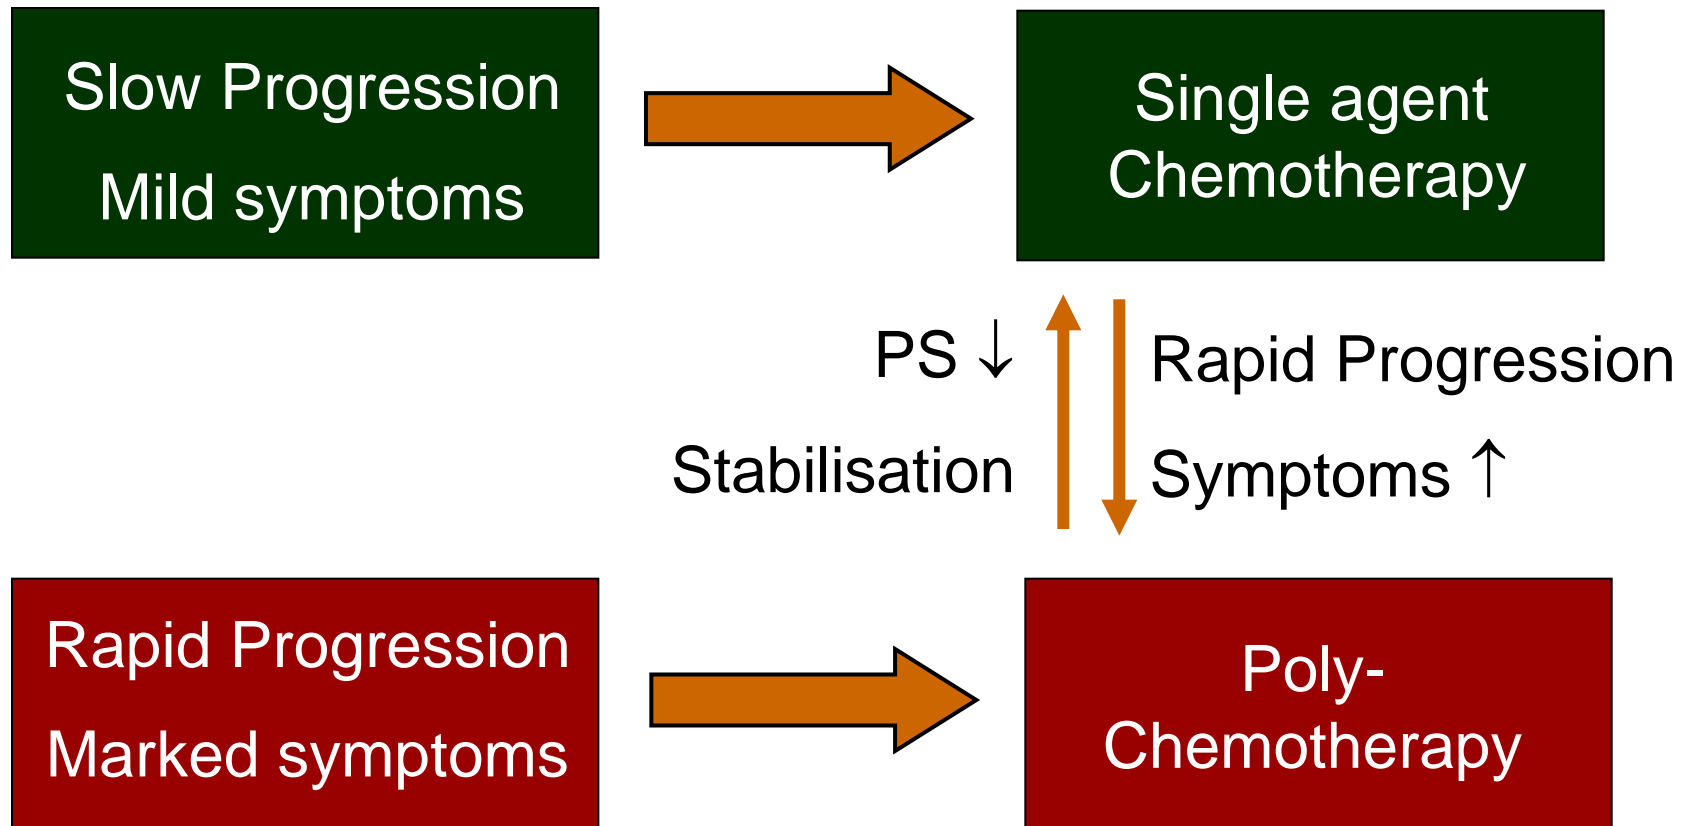 Slow Progression
Mild symptoms
Single agent
Chemotherapy
PS ↓
Stabilisation
Rapid Progression
Symptoms ↑
Rapid Progression
Marked symptoms
Poly-
Chemotherapy